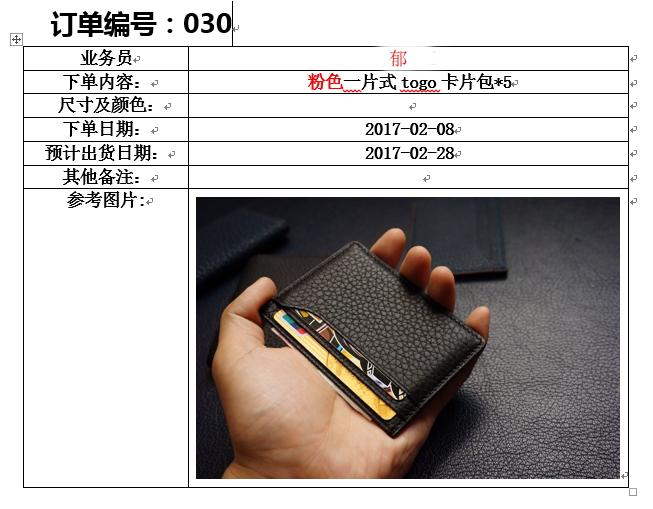 订单编号：030
业务员 郁
下单内容： 粉色一片式 togo 卡片包*5
尺寸及颜色：
下单日期： 2017-02-08
预计出货日期： 2017-02-28
其他备注：
参考图片: